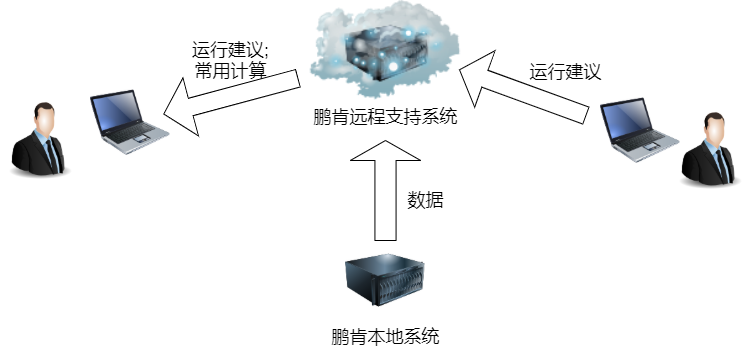 运行建议;
常用计算
运行建议
鹏肯远程支持系统
数据
鹏肯本地系统